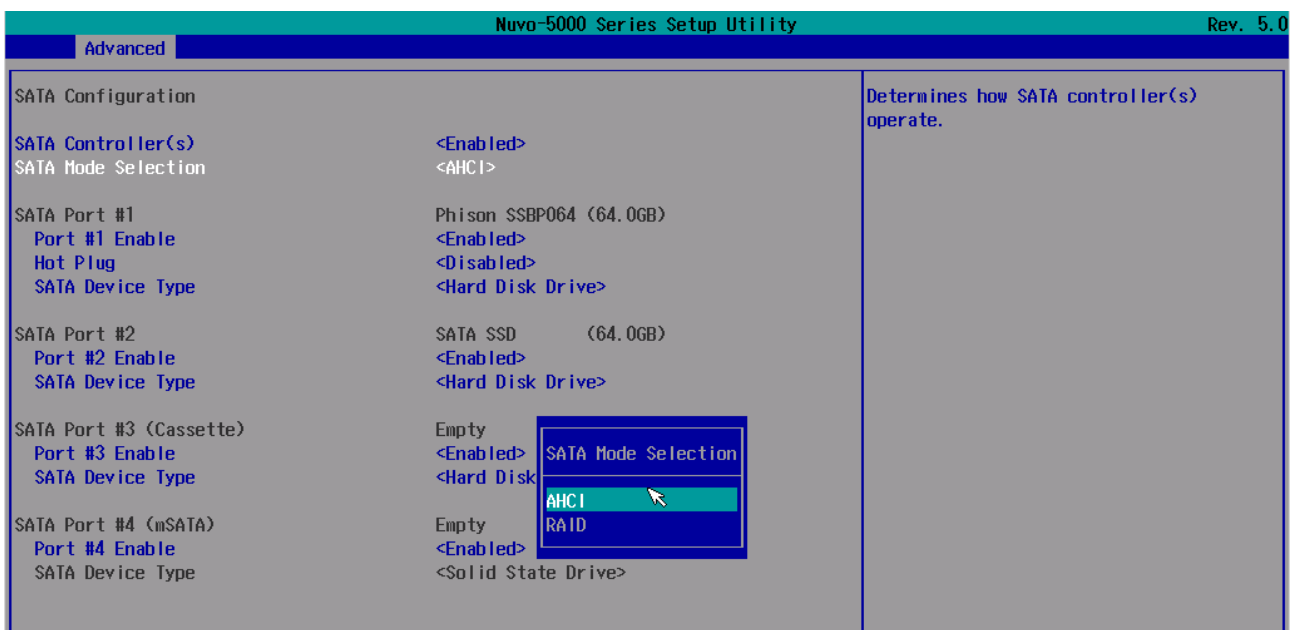 Nuvo-5000 Series Setup Utility Rev. 5.0
Advanced
SATA Configuration
SATA Controller(s) <Enabled>
SATA Mode Selection <AHCI>
SATA Port #1 Phison SSBP064 (64.0GB)
Port #1 Enable <Enabled>
Hot Plug <Disabled>
SATA Device Type <Hard Disk Drive>
SATA Port #2 SATA SSD (64.0GB)
Port #2 Enable <Enabled>
SATA Device Type <Hard Disk Drive>
SATA Port #3 (Cassette) Empty
Port #3 Enable <Enabled>
SATA Device Type <Hard Disk
SATA Port #4 (mSATA) Empty
Port #4 Enable <Enabled>
SATA Device Type <Solid State Drive>
SATA Mode Selection
AHCI
RAID
Determines how SATA controller(s)
operate.